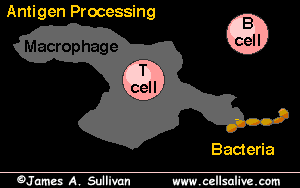 Antigen Processing
Macrophage
B
cell
T
cell
Bacteria
©James A. Sullivan www.cellsalive.com